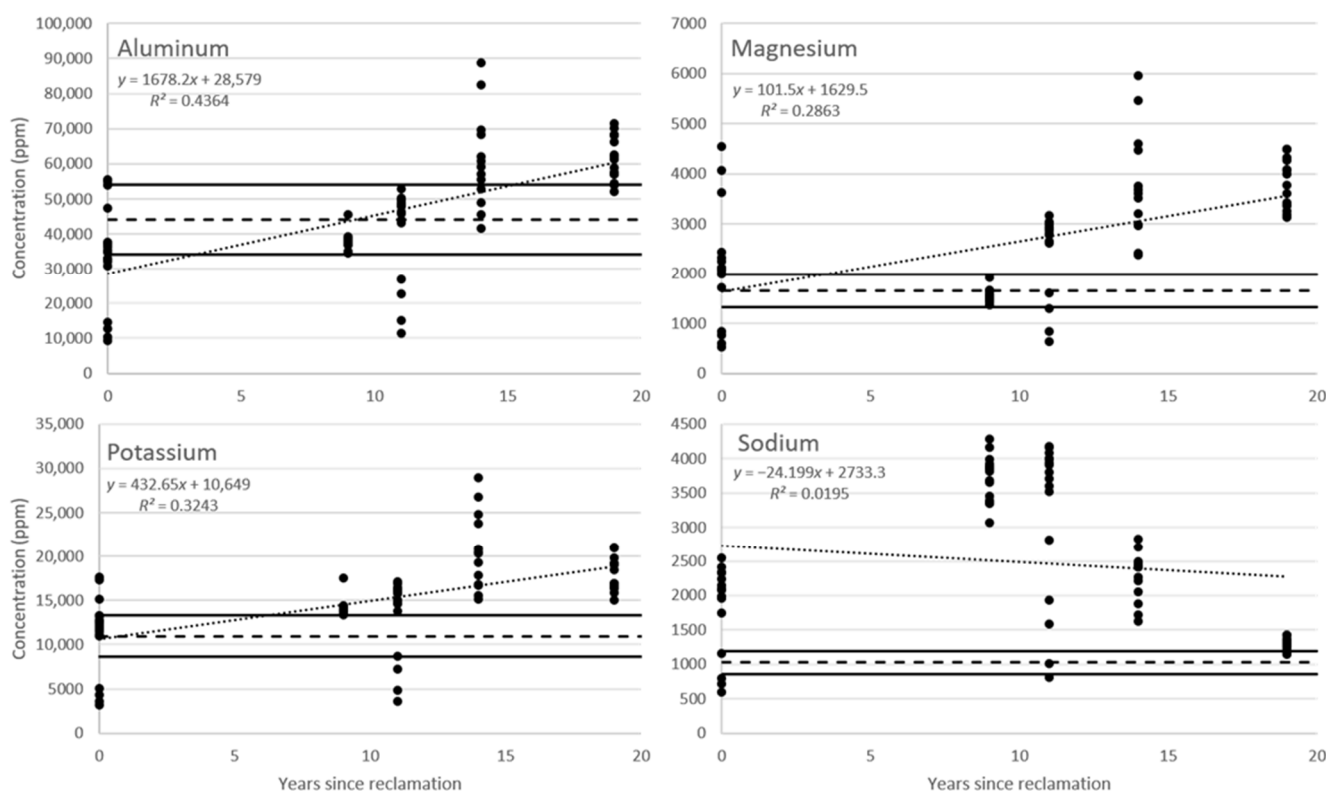 100,000
90,000
80,000
70,000
60,000
50,000
40,000
30,000
20,000
10,000
0
Concentration (ppm)
Aluminum
y = 1678.2x + 28,579
R² = 0.4364
0 5 10 15 20
7000
6000
5000
4000
3000
2000
1000
0
Magnesium
y = 101.5x + 1629.5
R² = 0.2863
0 5 10 15 20
35,000
30,000
25,000
20,000
15,000
10,000
5000
0
Concentration (ppm)
Potassium
y = 432.65x + 10,649
R² = 0.3243
0 5 10 15 20
Years since reclamation
4500
4000
3500
3000
2500
2000
1500
1000
500
0
Sodium
y = −24.199x + 2733.3
R² = 0.0195
0 5 10 15 20
Years since reclamation